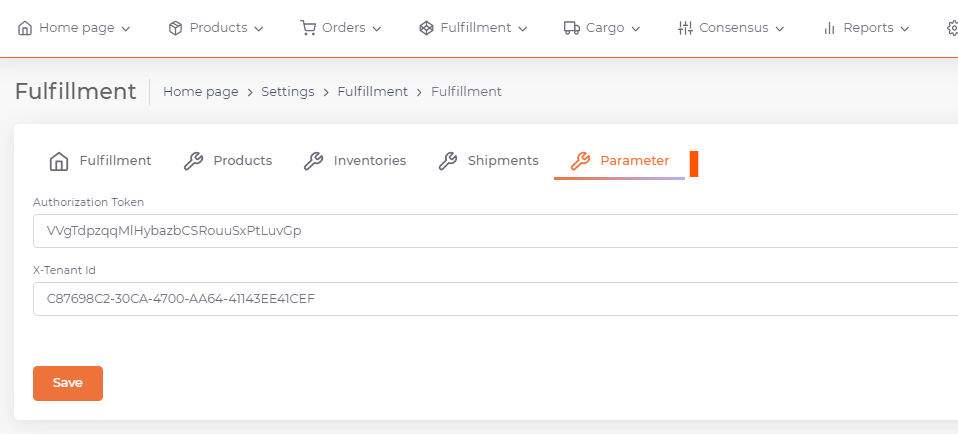 Home page Products Orders Fulfillment Cargo Consensus Reports
Fulfillment Home page > Settings > Fulfillment > Fulfillment
Fulfillment Products Inventories Shipments Parameter
Authorization Token
VVgTdpzqqMlHybazbCSRouuSxPtLuvGp
X-Tenant Id
C87698C2-30CA-4700-AA64-41143EE41CEF
Save